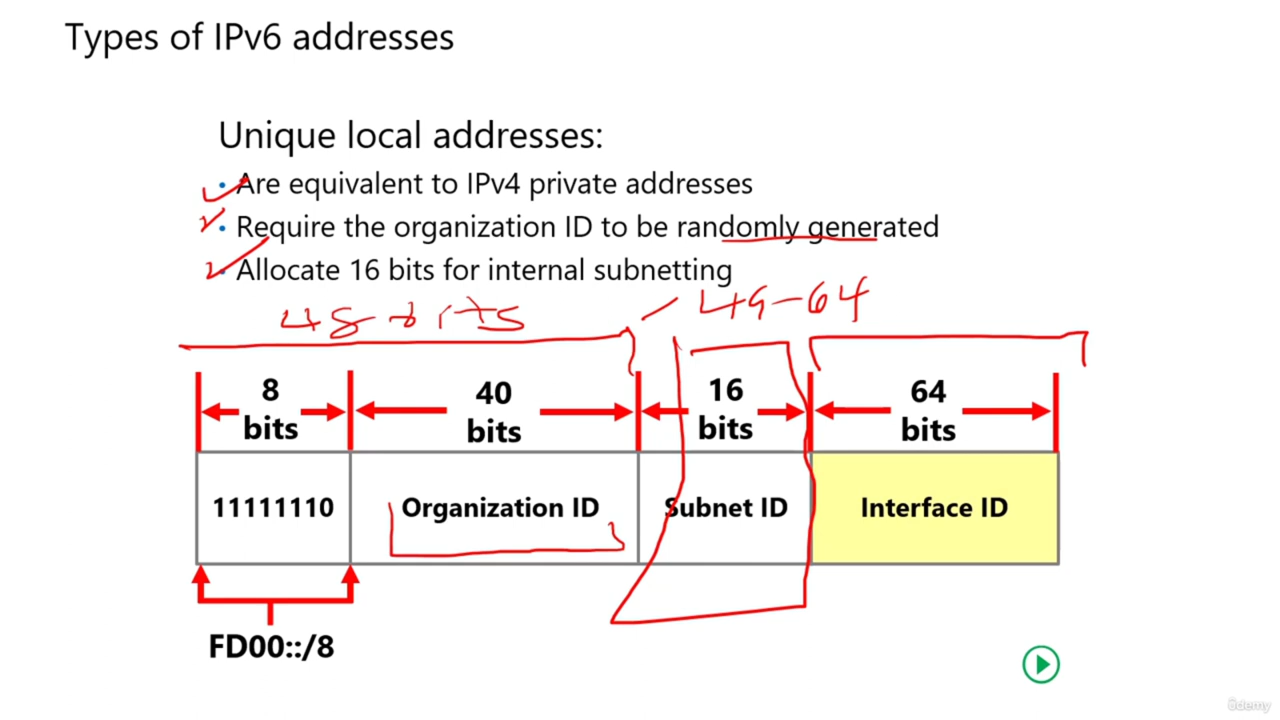 Types of IPv6 addresses
Unique local addresses:
• Are equivalent to IPv4 private addresses
• Require the organization ID to be randomly generated
• Allocate 16 bits for internal subnetting
48 bits
49-64
8 bits
40 bits
16 bits
64 bits
11111110
Organization ID
Subnet ID
Interface ID
FD00::/8
ûdemy